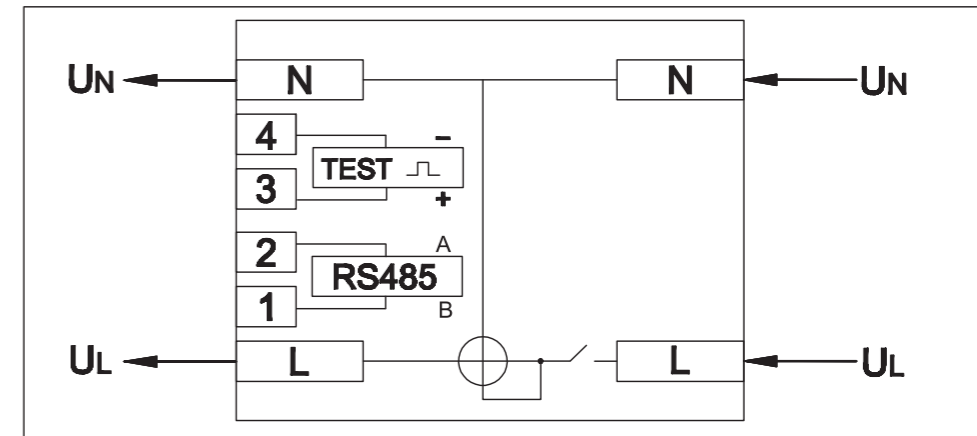 UN N N UN
4 −
TEST
3 +
2 A
RS485
1 B
UL L L UL